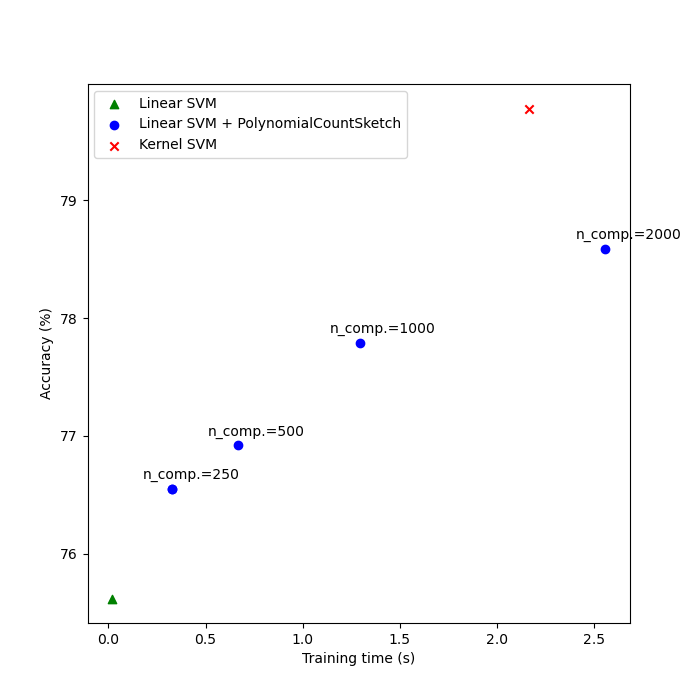 Linear SVM
Linear SVM + PolynomialCountSketch
Kernel SVM
79
78
77
76
Accuracy (%)
n_comp.=2000
n_comp.=1000
n_comp.=500
n_comp.=250
0.0 0.5 1.0 1.5 2.0 2.5
Training time (s)